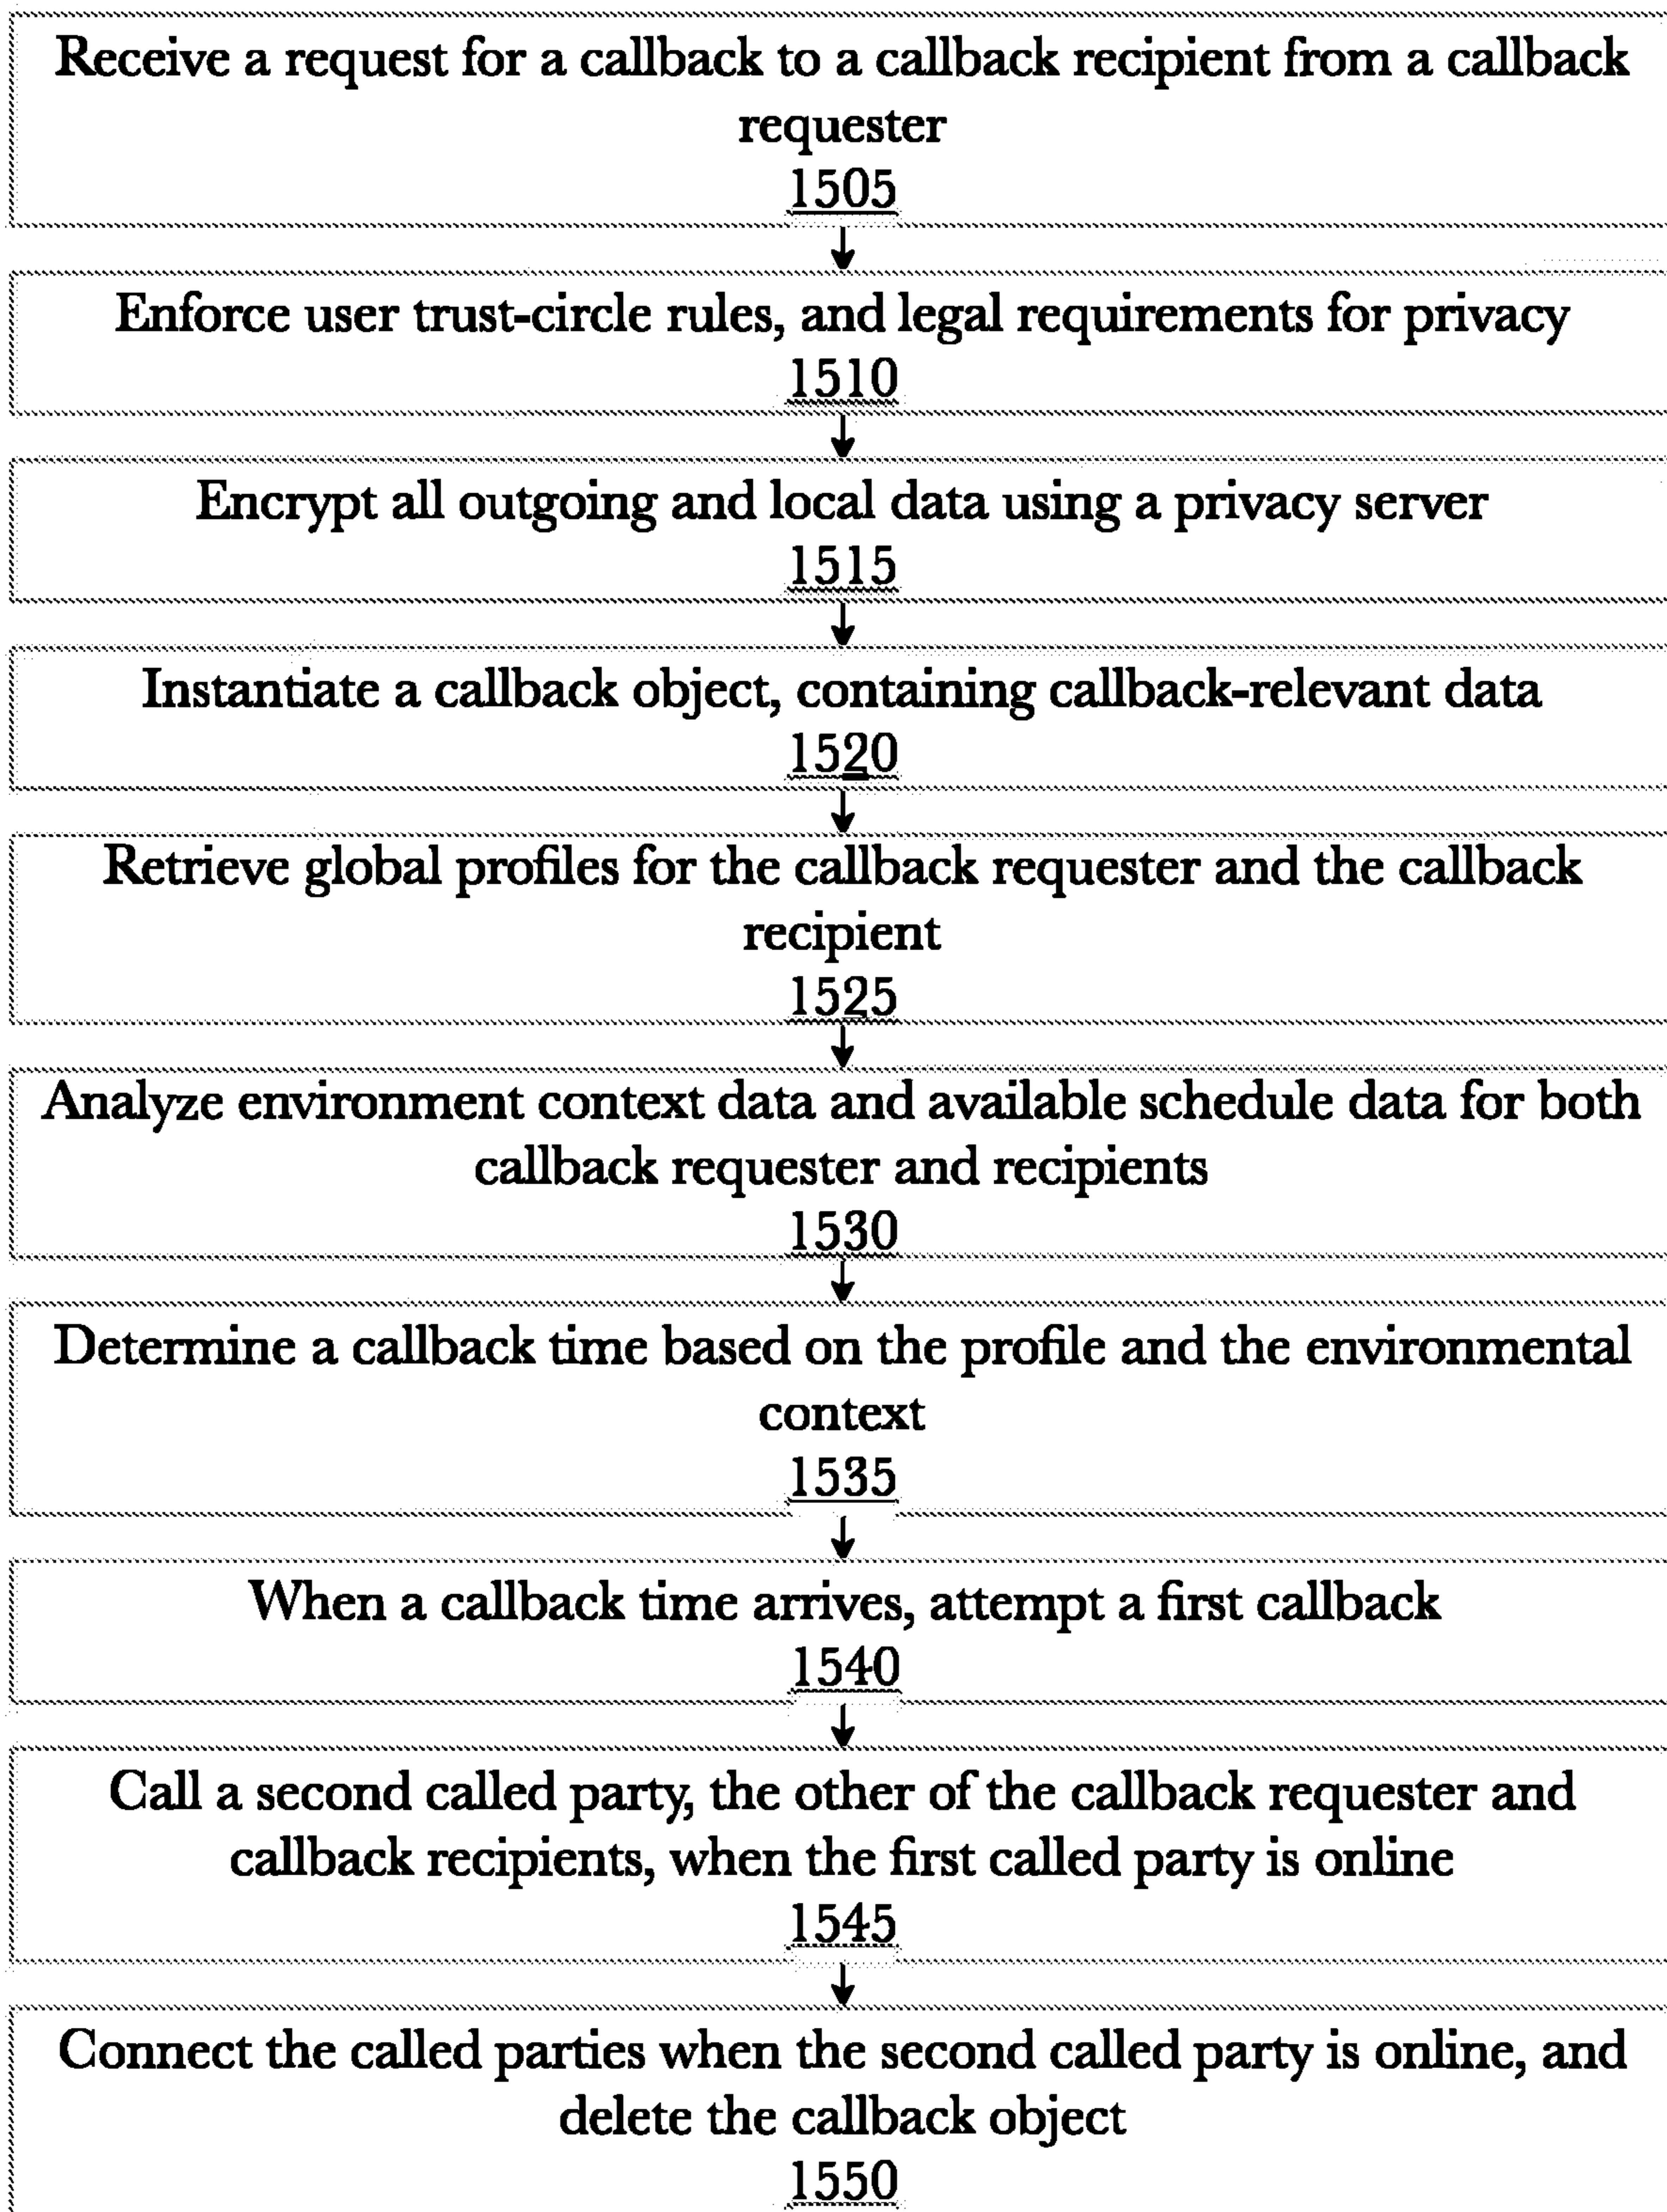 Receive a request for a callback to a callback recipient from a callback
requester
1505
Enforce user trust-circle rules, and legal requirements for privacy
1510
Encrypt all outgoing and local data using a privacy server
1515
Instantiate a callback object, containing callback-relevant data
1520
Retrieve global profiles for the callback requester and the callback
recipient
1525
Analyze environment context data and available schedule data for both
callback requester and recipients
1530
Determine a callback time based on the profile and the environmental
context
1535
When a callback time arrives, attempt a first callback
1540
Call a second called party, the other of the callback requester and
callback recipients, when the first called party is online
1545
Connect the called parties when the second called party is online, and
delete the callback object
1550